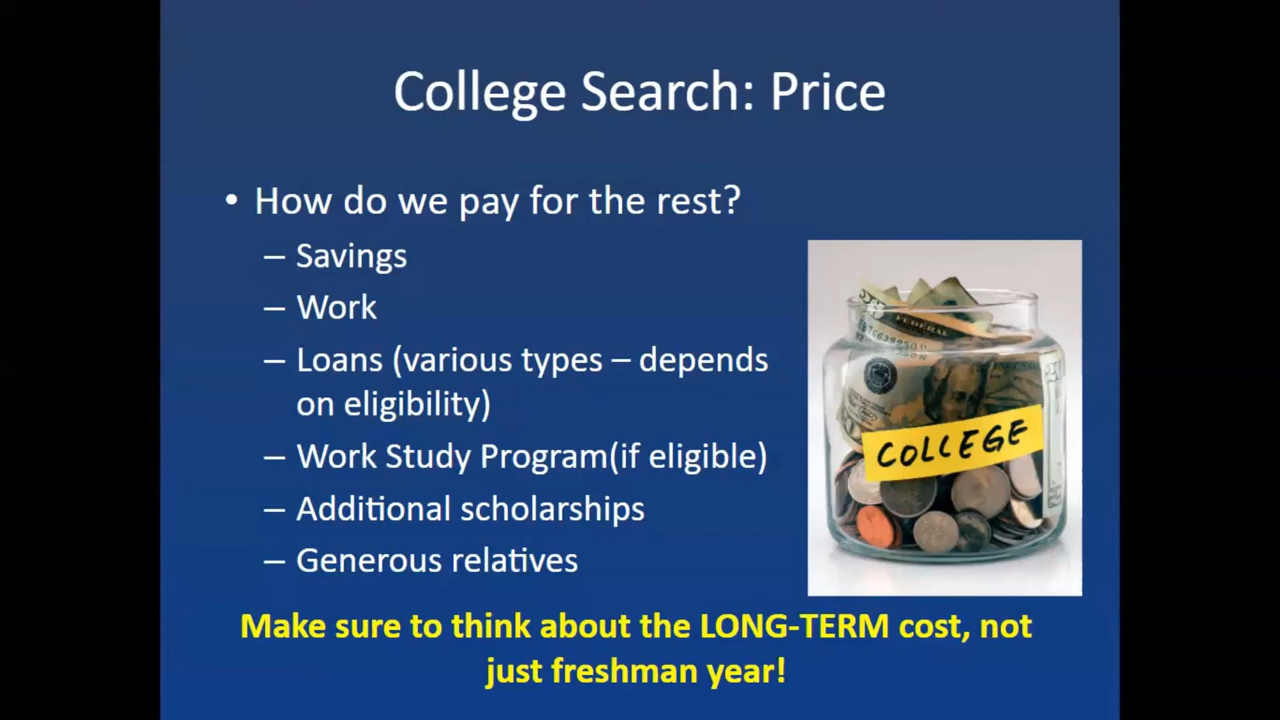 College Search: Price
• How do we pay for the rest?
– Savings
– Work
– Loans (various types – depends
on eligibility)
– Work Study Program(if eligible)
– Additional scholarships
– Generous relatives
COLLEGE
Make sure to think about the LONG-TERM cost, not
just freshman year!